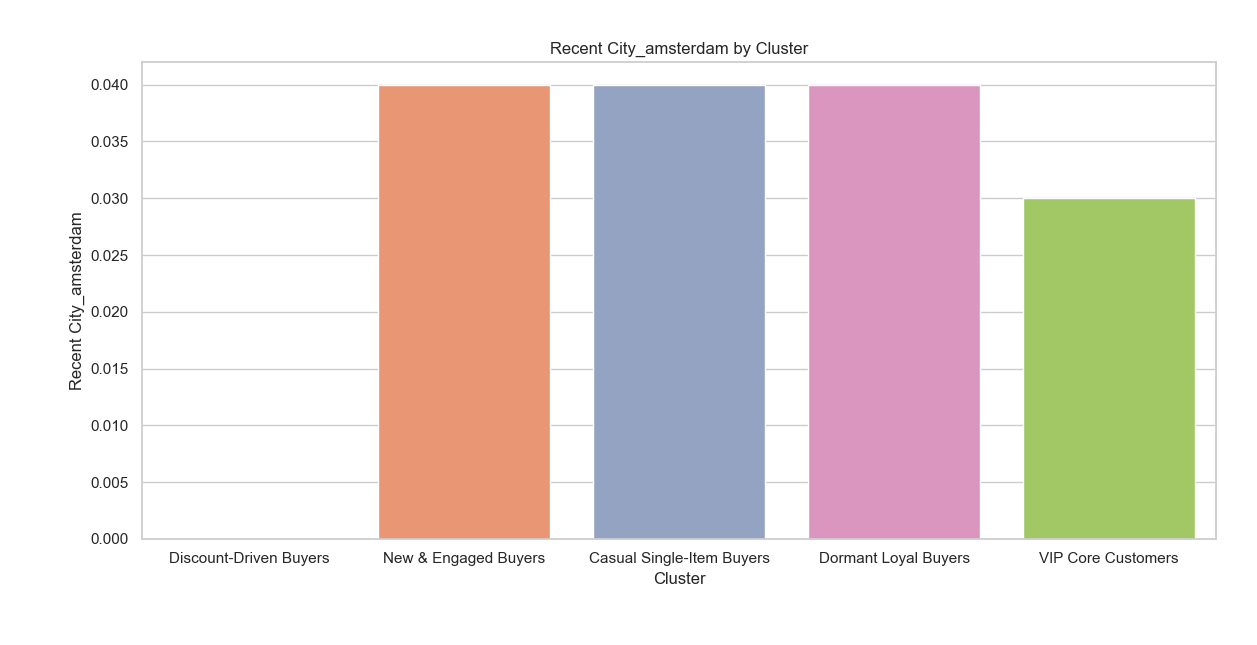 Recent City_amsterdam by Cluster
Recent City_amsterdam
0.040
0.035
0.030
0.025
0.020
0.015
0.010
0.005
0.000
Discount-Driven Buyers
New & Engaged Buyers
Casual Single-Item Buyers
Dormant Loyal Buyers
VIP Core Customers
Cluster